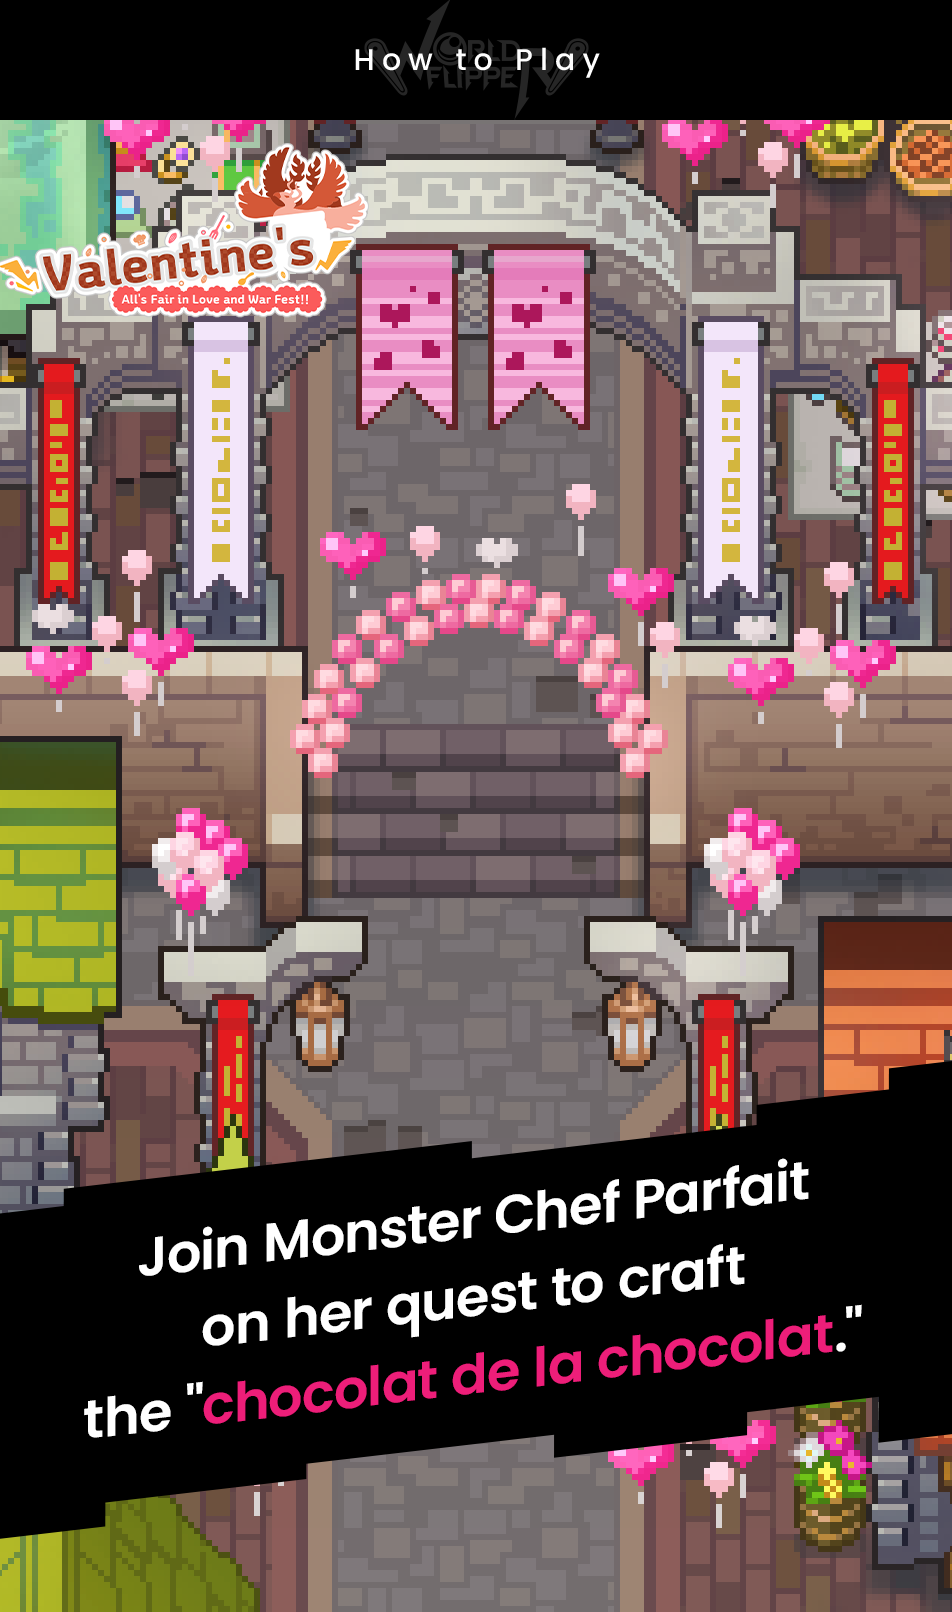 How to Play
WORLD
FLIPPER
Valentine's
All's Fair in Love and War Fest!!
Join Monster Chef Parfait
on her quest to craft
the "chocolat de la chocolat."